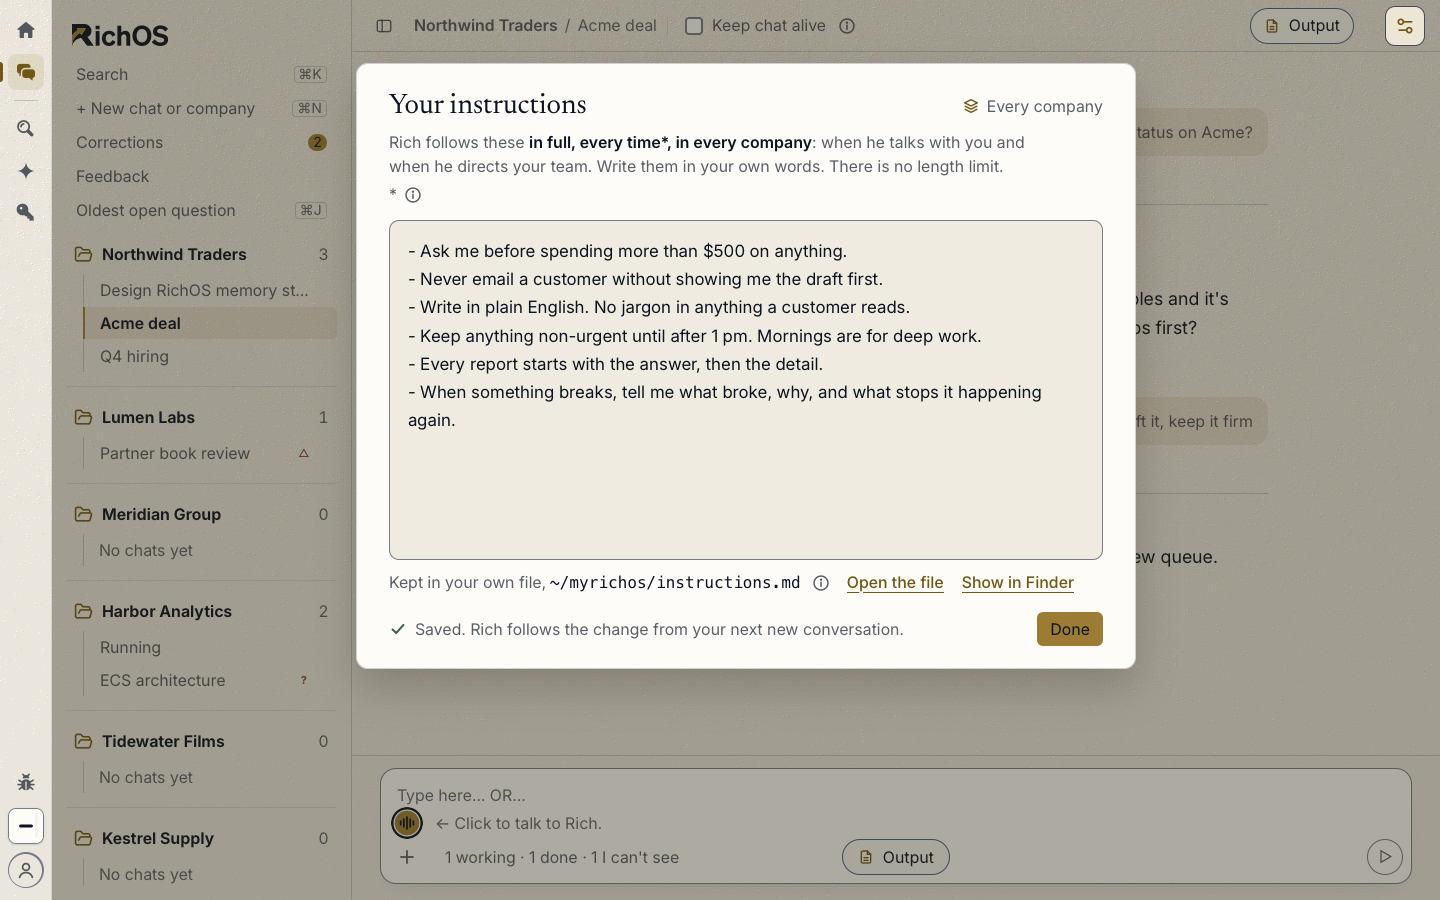 RichOS
Search ⌘K
+ New chat or company ⌘N
Corrections 2
Feedback
Oldest open question ⌘J
Northwind Traders 3
Design RichOS memory st...
Acme deal
Q4 hiring
Lumen Labs 1
Partner book review
Meridian Group 0
No chats yet
Harbor Analytics 2
Running
ECS architecture ?
Tidewater Films 0
No chats yet
Kestrel Supply 0
No chats yet
Northwind Traders / Acme deal Keep chat alive Output
tatus on Acme?
and it's
first?
it, keep it firm
queue.
Your instructions Every company
Rich follows these in full, every time*, in every company: when he talks with you and
when he directs your team. Write them in your own words. There is no length limit.
*
- Ask me before spending more than $500 on anything.
- Never email a customer without showing me the draft first.
- Write in plain English. No jargon in anything a customer reads.
- Keep anything non-urgent until after 1 pm. Mornings are for deep work.
- Every report starts with the answer, then the detail.
- When something breaks, tell me what broke, why, and what stops it happening
again.
Kept in your own file, ~/myrichos/instructions.md Open the file Show in Finder
Saved. Rich follows the change from your next new conversation. Done
Type here... OR...
← Click to talk to Rich.
1 working · 1 done · 1 I can't see Output